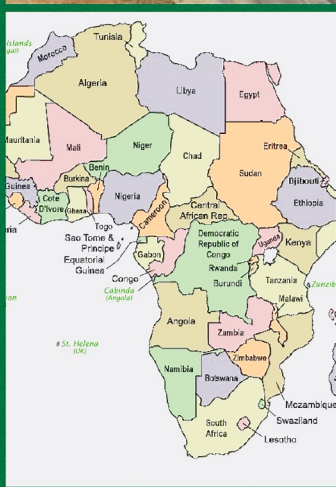 Tunisia
Morocco
Islands
Algeria
Libya
Egypt
Mauritania
Mali
Niger
Chad
Sudan
Eritrea
Djibouti
Benin
Burkina
Guinea
Cote
D'Ivore
Ghana
Nigeria
Ethiopia
Togo
Cameroon
Central
African Rep.
Sao Tome &
Principe
Equatorial
Guinea
Gabon
Congo
Democratic
Republic of
Congo
Uganda
Kenya
Rwanda
Burundi
Tanzania
Cabinda
(Angola)
Malawi
Angola
Zambia
St. Helena
(UK)
Zimbabwe
Namibia
Botswana
Mozambique
Swaziland
South
Africa
Lesotho